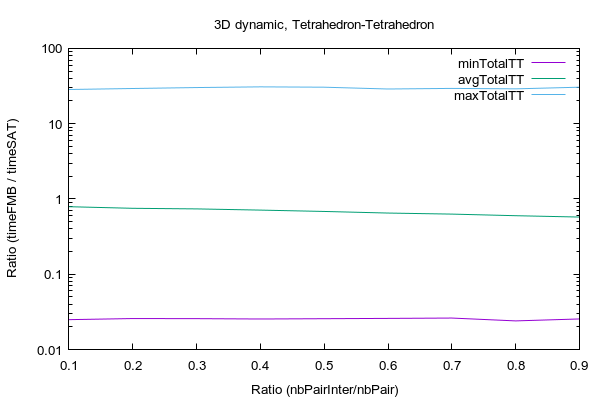 3D dynamic, Tetrahedron-Tetrahedron
minTotalTT
avgTotalTT
maxTotalTT
100
10
1
0.1
0.01
Ratio (timeFMB / timeSAT)
0.1 0.2 0.3 0.4 0.5 0.6 0.7 0.8 0.9
Ratio (nbPairInter/nbPair)